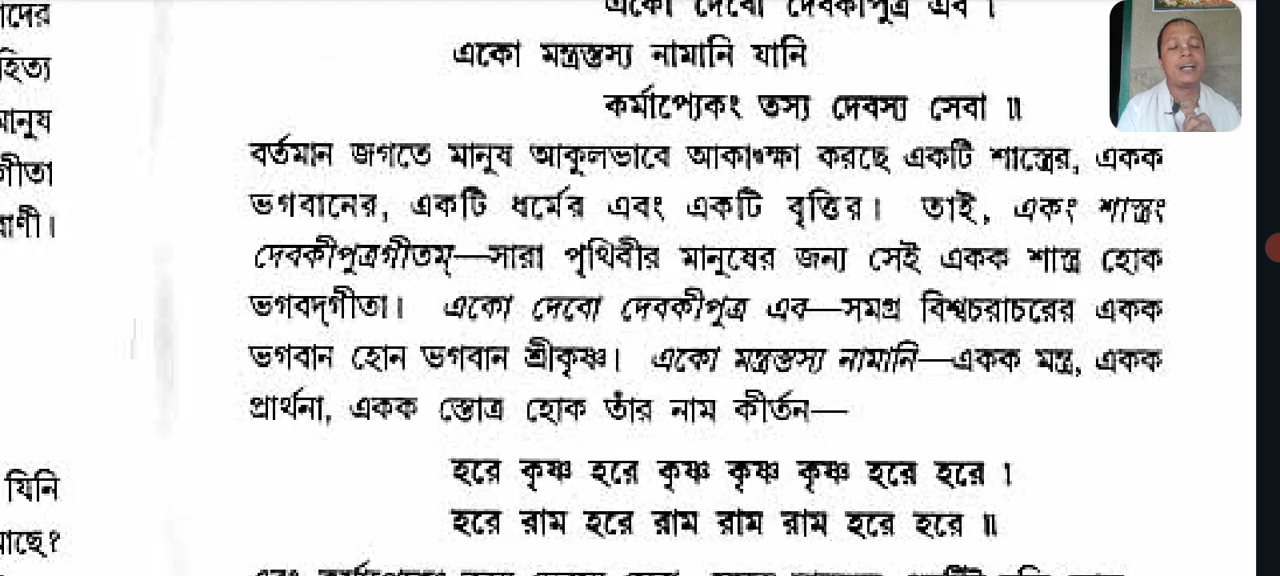 াদের
হিত্য
মানুষ
গীতা
বাণী।
যিনি
আছে?
একো দেবো দেবকীপুত্র এব ।
একো মন্ত্রস্তস্য নামানি যানি
কর্মাপ্যেকং তস্য দেবস্য সেবা ॥
বর্তমান জগতে মানুষ আকুলভাবে আকাঙ্ক্ষা করছে একটি শাস্ত্রের, একক
ভগবানের, একটি ধর্মের এবং একটি বৃত্তির। তাই, একং শাস্ত্রং
দেবকীপুত্রগীতম্—সারা পৃথিবীর মানুষের জন্য সেই একক শাস্ত্র হোক
ভগবদ্‌গীতা। একো দেবো দেবকীপুত্র এব—সমগ্র বিশ্বচরাচরের একক
ভগবান হোন ভগবান শ্রীকৃষ্ণ। একো মন্ত্রস্তস্য নামানি—একক মন্ত্র, একক
প্রার্থনা, একক স্তোত্র হোক তাঁর নাম কীর্তন—
হরে কৃষ্ণ হরে কৃষ্ণ কৃষ্ণ কৃষ্ণ হরে হরে ।
হরে রাম হরে রাম রাম রাম হরে হরে ॥